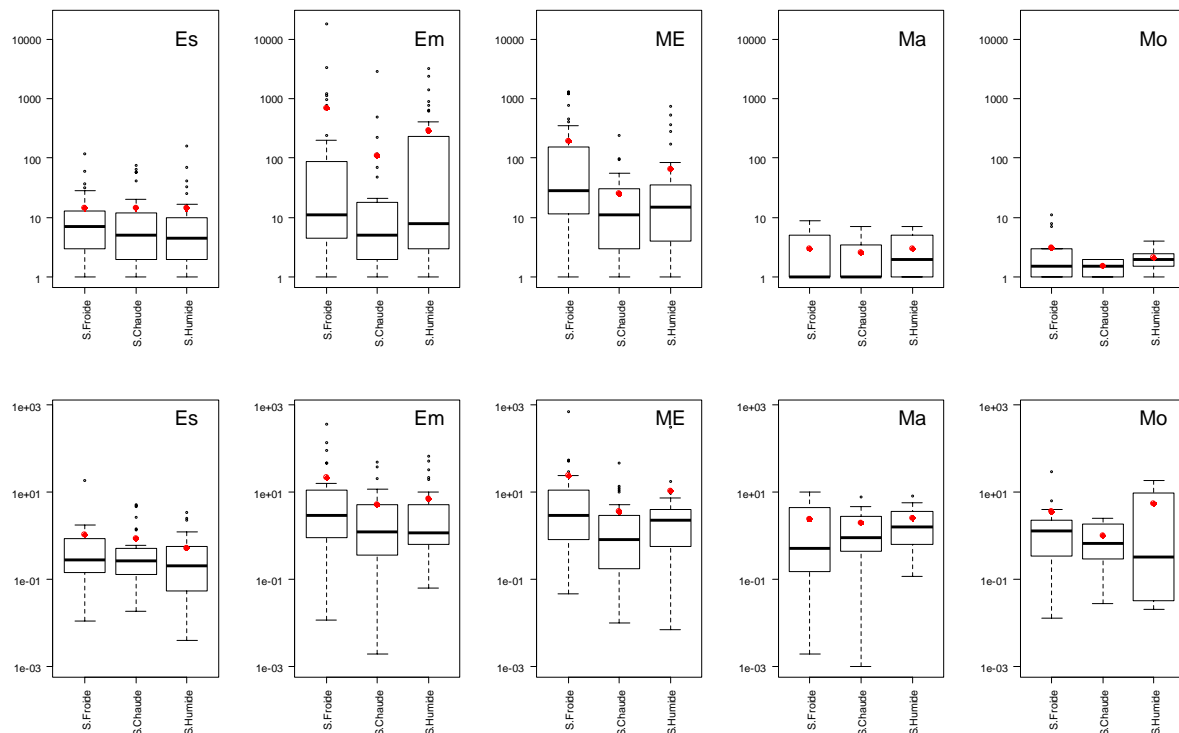 Es
10000
1000
100
10
1
S.Froide
S.Chaude
S.Humide
Em
10000
1000
100
10
1
S.Froide
S.Chaude
S.Humide
ME
10000
1000
100
10
1
S.Froide
S.Chaude
S.Humide
Ma
10000
1000
100
10
1
S.Froide
S.Chaude
S.Humide
Mo
10000
1000
100
10
1
S.Froide
S.Chaude
S.Humide
Es
1e+03
1e+01
1e-01
1e-03
S.Froide
S.Chaude
S.Humide
Em
1e+03
1e+01
1e-01
1e-03
S.Froide
S.Chaude
S.Humide
ME
1e+03
1e+01
1e-01
1e-03
S.Froide
S.Chaude
S.Humide
Ma
1e+03
1e+01
1e-01
1e-03
S.Froide
S.Chaude
S.Humide
Mo
1e+03
1e+01
1e-01
1e-03
S.Froide
S.Chaude
S.Humide